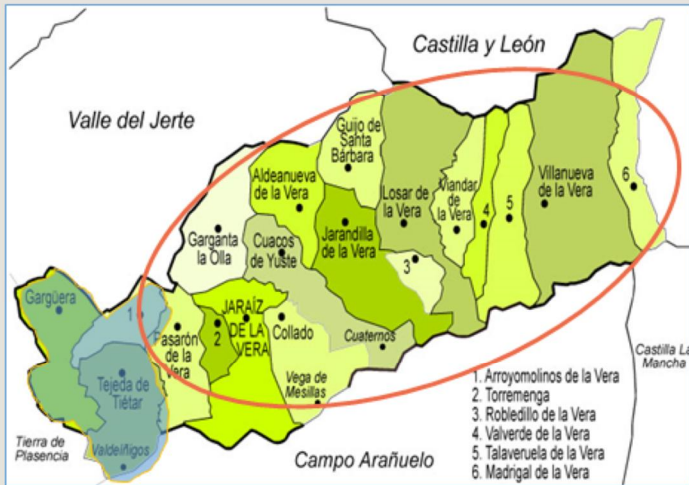 Castilla y León
Valle del Jerte
Guijo de
Santa
Bárbara
Aldeanueva
de la Vera
Losar de
la Vera
Viandar
de
la Vera
4
5
Villanueva
de la Vera
6
Garganta
la Olla
Cuacos
de Yuste
Jarandilla
de la Vera
3
Gargüera
1
Pasarón
de la
Vera
2
JARAÍZ
DE LA
VERA
Collado
Cuaternos
Castilla La
Mancha
Tejeda de
Tiétar
Vega de
Mesillas
Tierra de
Plasencia
Valdeíñigos
Campo Arañuelo
1. Arroyomolinos de la Vera
2. Torremenga
3. Robledillo de la Vera
4. Valverde de la Vera
5. Talaveruela de la Vera
6. Madrigal de la Vera